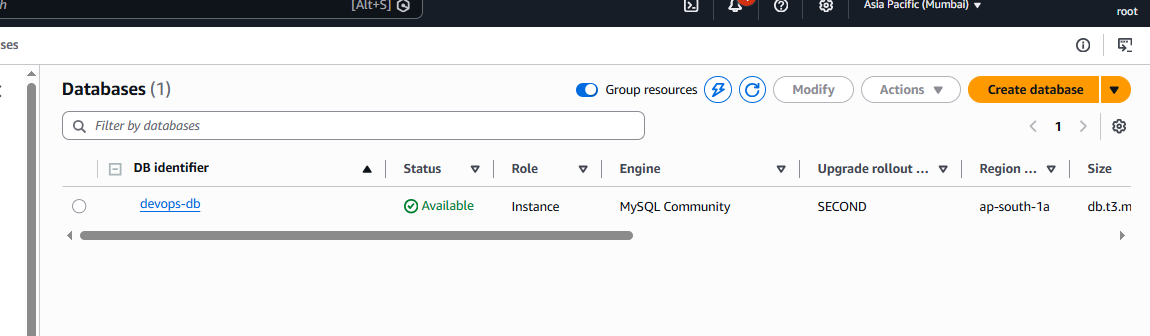 [Alt+S]
Asia Pacific (Mumbai)
root
ses
Databases (1)
Group resources
Modify
Actions
Create database
Filter by databases
1
DB identifier Status Role Engine Upgrade rollout ... Region ... Size
devops-db Available Instance MySQL Community SECOND ap-south-1a db.t3.m